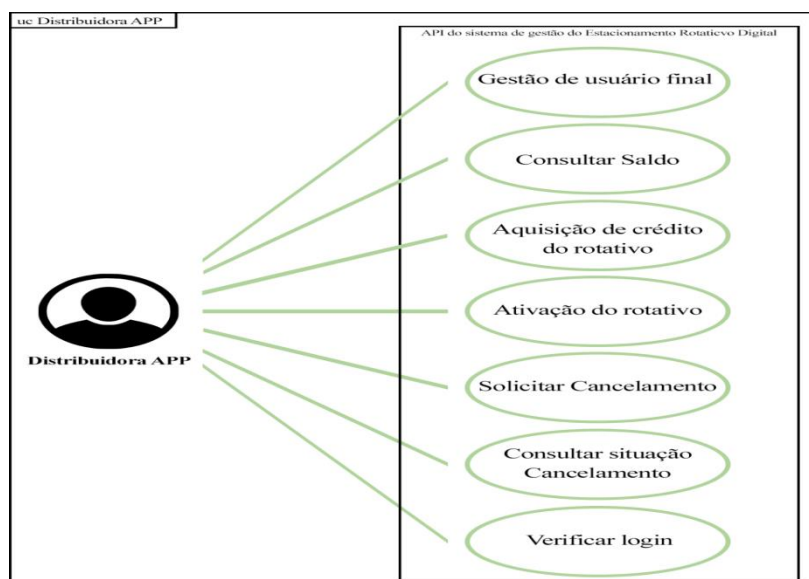 uc Distribuidora APP
API do sistema de gestão do Estacionamento Rotaticvo Digital
Gestão de usuário final
Consultar Saldo
Aquisição de crédito
do rotativo
Ativação do rotativo
Distribuidora APP
Solicitar Cancelamento
Consultar situação
Cancelamento
Verificar login